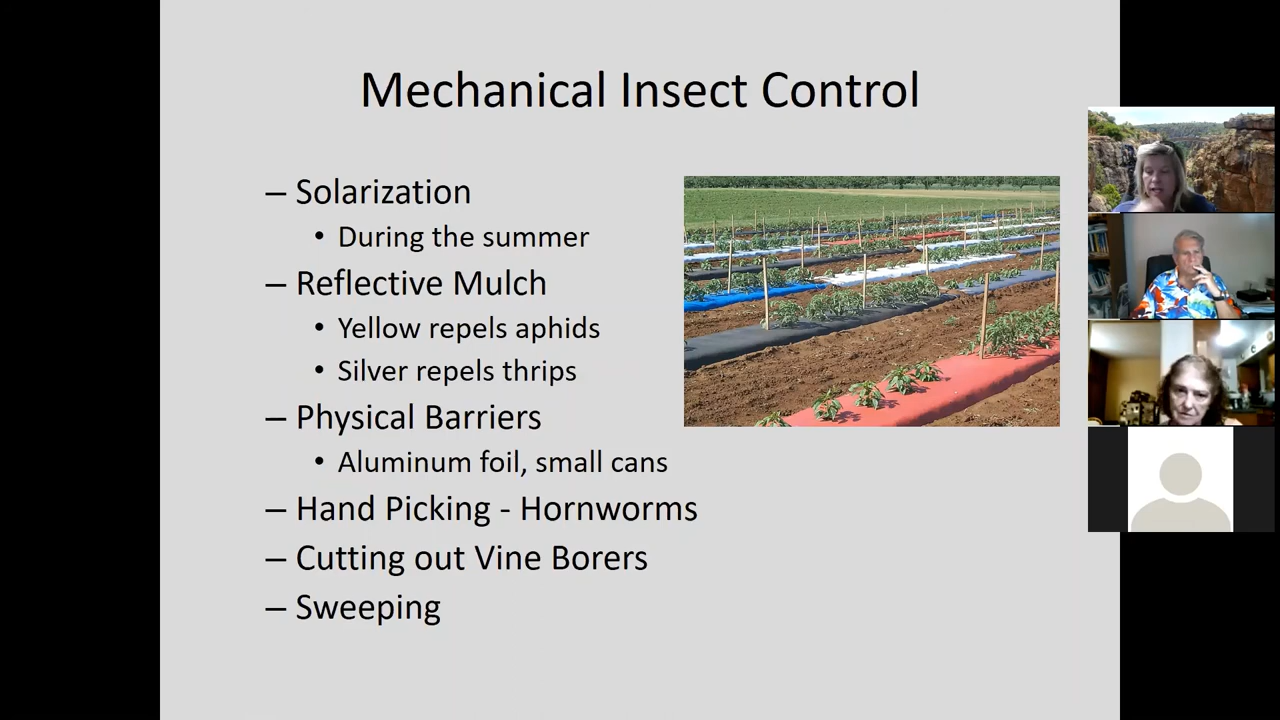 Mechanical Insect Control
– Solarization
• During the summer
– Reflective Mulch
• Yellow repels aphids
• Silver repels thrips
– Physical Barriers
• Aluminum foil, small cans
– Hand Picking - Hornworms
– Cutting out Vine Borers
– Sweeping